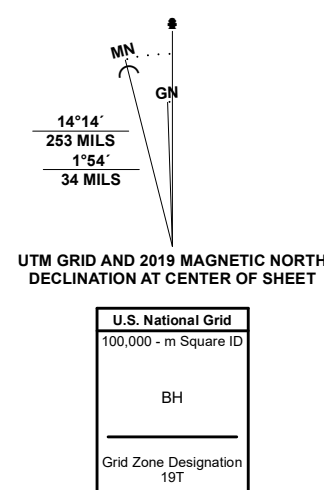 MN
GN
14°14´
253 MILS
1°54´
34 MILS
UTM GRID AND 2019 MAGNETIC NORTH
DECLINATION AT CENTER OF SHEET
U.S. National Grid
100,000 - m Square ID
BH
Grid Zone Designation
19T